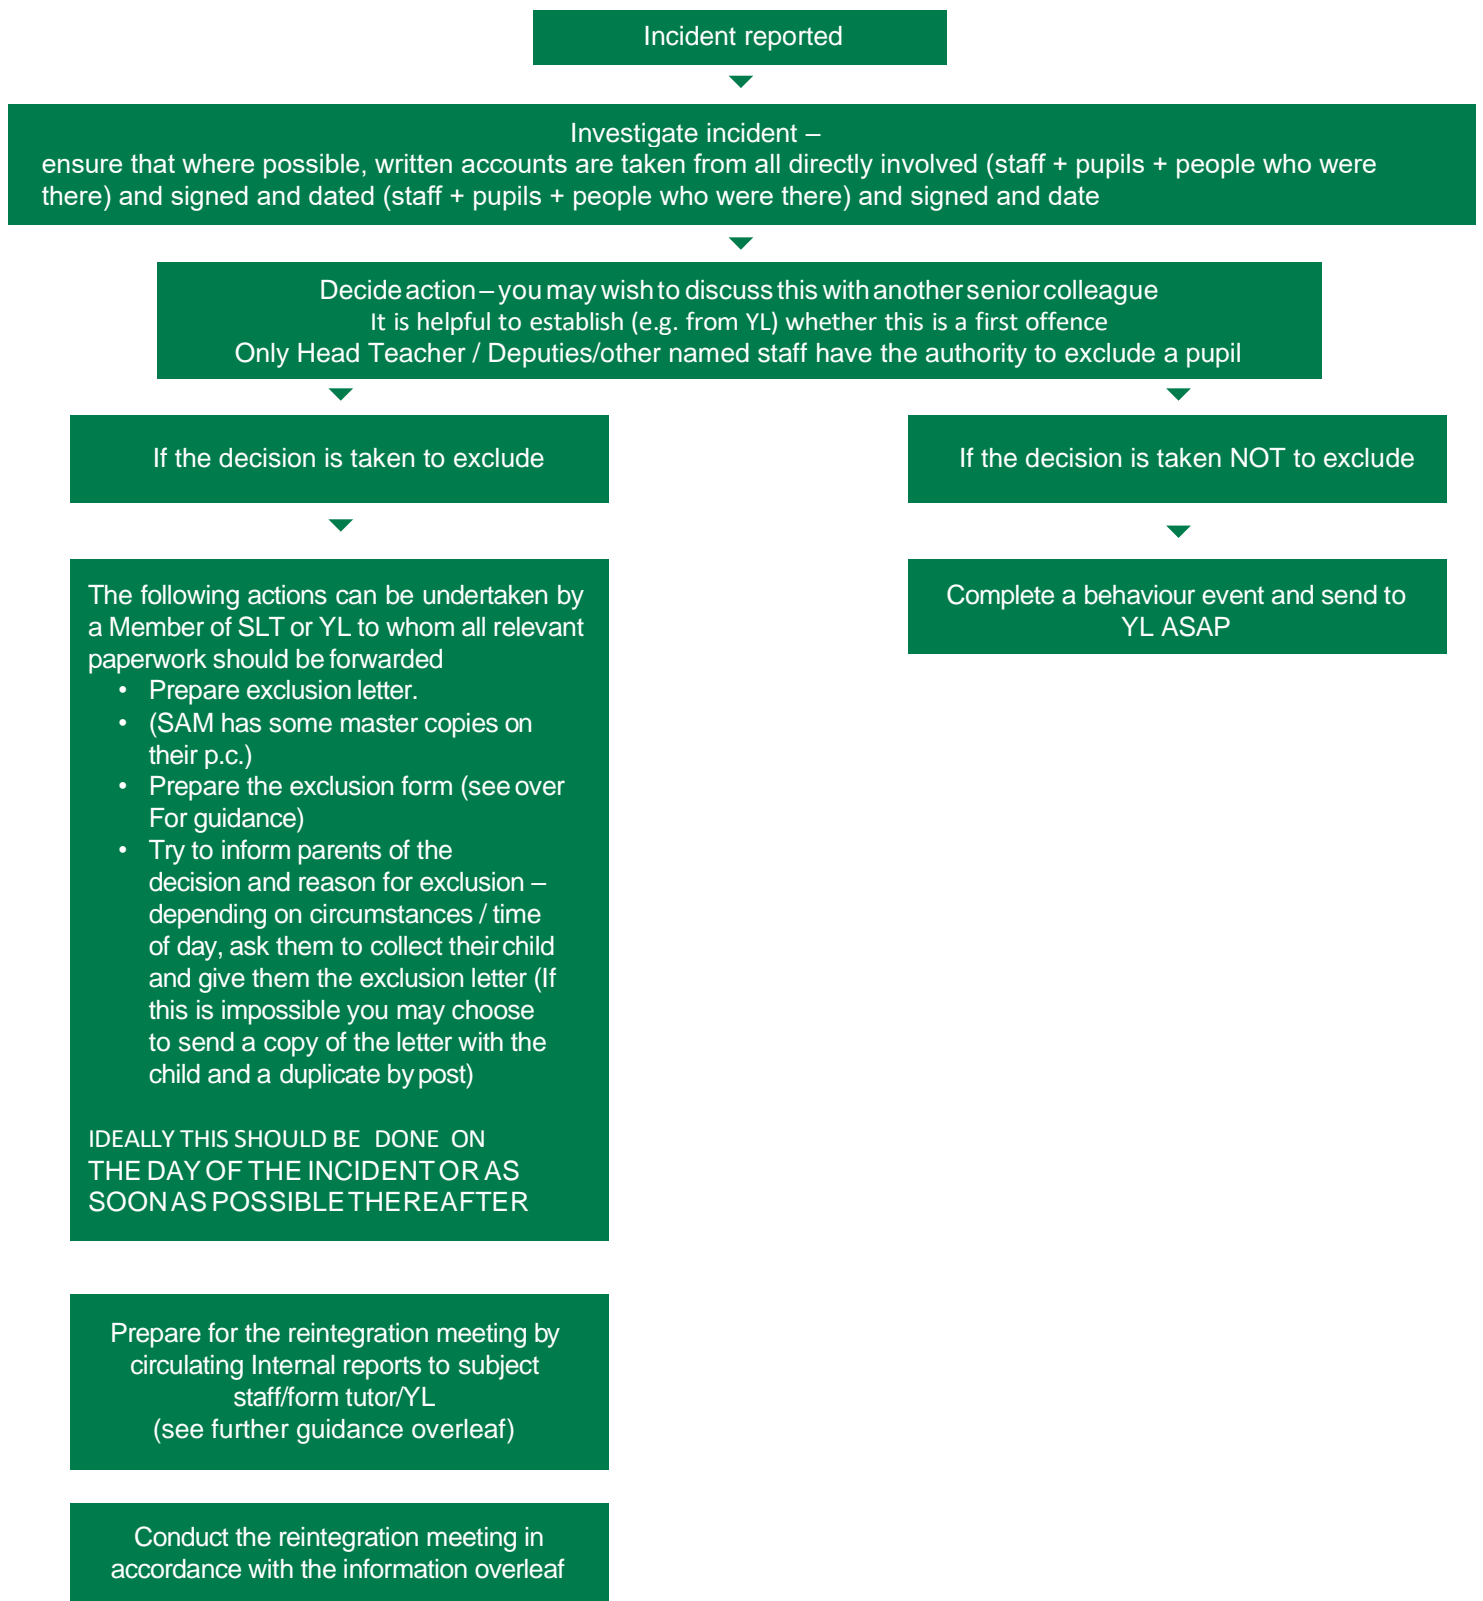 Incident reported
Investigate incident –
ensure that where possible, written accounts are taken from all directly involved (staff + pupils + people who were
there) and signed and dated (staff + pupils + people who were there) and signed and date
Decide action – you may wish to discuss this with another senior colleague
It is helpful to establish (e.g. from YL) whether this is a first offence
Only Head Teacher / Deputies/other named staff have the authority to exclude a pupil
If the decision is taken to exclude
If the decision is taken NOT to exclude
The following actions can be undertaken by
a Member of SLT or YL to whom all relevant
paperwork should be forwarded
• Prepare exclusion letter.
• (SAM has some master copies on
their p.c.)
• Prepare the exclusion form (see over
For guidance)
• Try to inform parents of the
decision and reason for exclusion –
depending on circumstances / time
of day, ask them to collect their child
and give them the exclusion letter (If
this is impossible you may choose
to send a copy of the letter with the
child and a duplicate by post)
IDEALLY THIS SHOULD BE DONE ON
THE DAY OF THE INCIDENT OR AS
SOON AS POSSIBLE THEREAFTER
Complete a behaviour event and send to
YL ASAP
Prepare for the reintegration meeting by
circulating Internal reports to subject
staff/form tutor/YL
(see further guidance overleaf)
Conduct the reintegration meeting in
accordance with the information overleaf